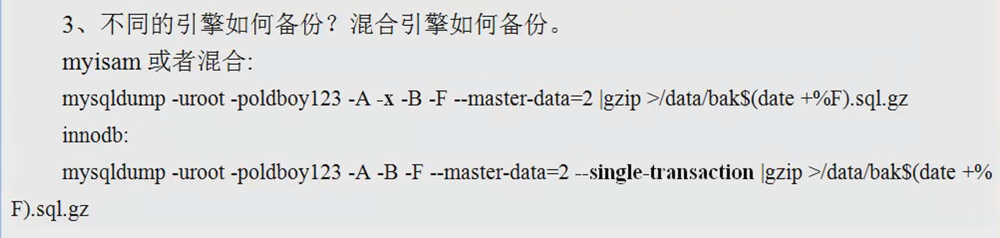 3、不同的引擎如何备份？混合引擎如何备份。
myisam 或者混合:
mysqldump -uroot -poldboy123 -A -x -B -F --master-data=2 |gzip >/data/bak$(date +%F).sql.gz
innodb:
mysqldump -uroot -poldboy123 -A -B -F --master-data=2 --single-transaction |gzip >/data/bak$(date +%
F).sql.gz